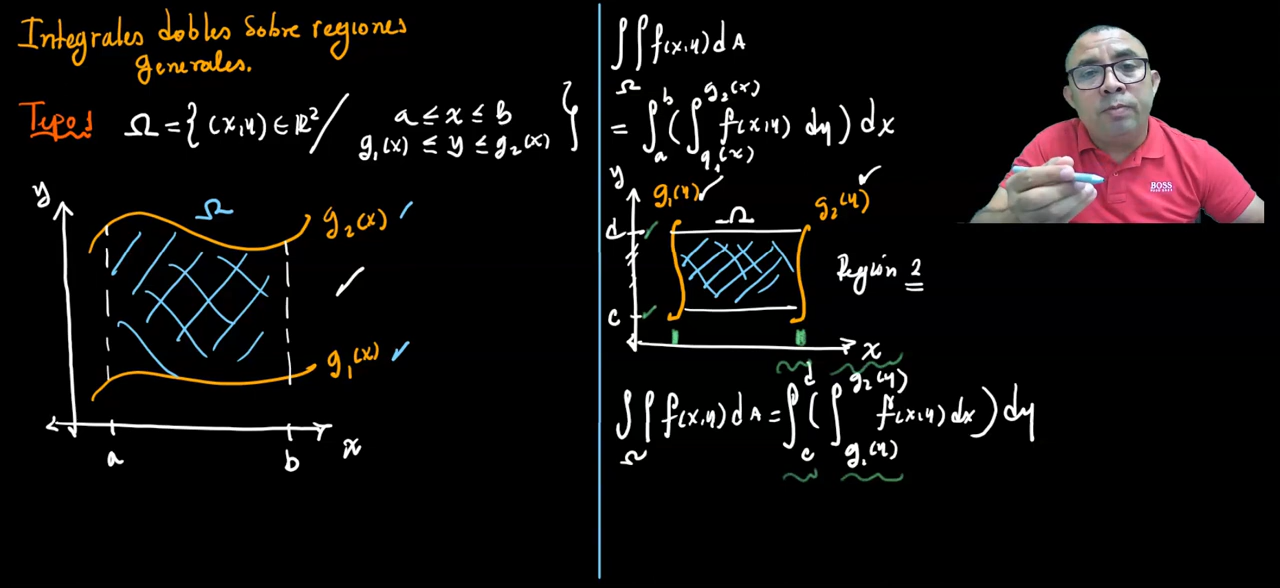 Integrales dobles sobre regiones
generales.
Tipo 1 Ω = { (x,y) ∈ ℝ² / a ≤ x ≤ b
g₁(x) ≤ y ≤ g₂(x) }
y
Ω
g₂(x)
g₁(x)
a
b
x
∫∫ f(x,y) dA
Ω
= ∫ₐᵇ ( ∫_{g₁(x)}^{g₂(x)} f(x,y) dy ) dx
y
g₁(y)
Ω
g₂(y)
d
c
Región 2
x
∫∫_Ω f(x,y) dA = ∫_c^d ( ∫_{g₁(y)}^{g₂(y)} f(x,y) dx ) dy
BOSS